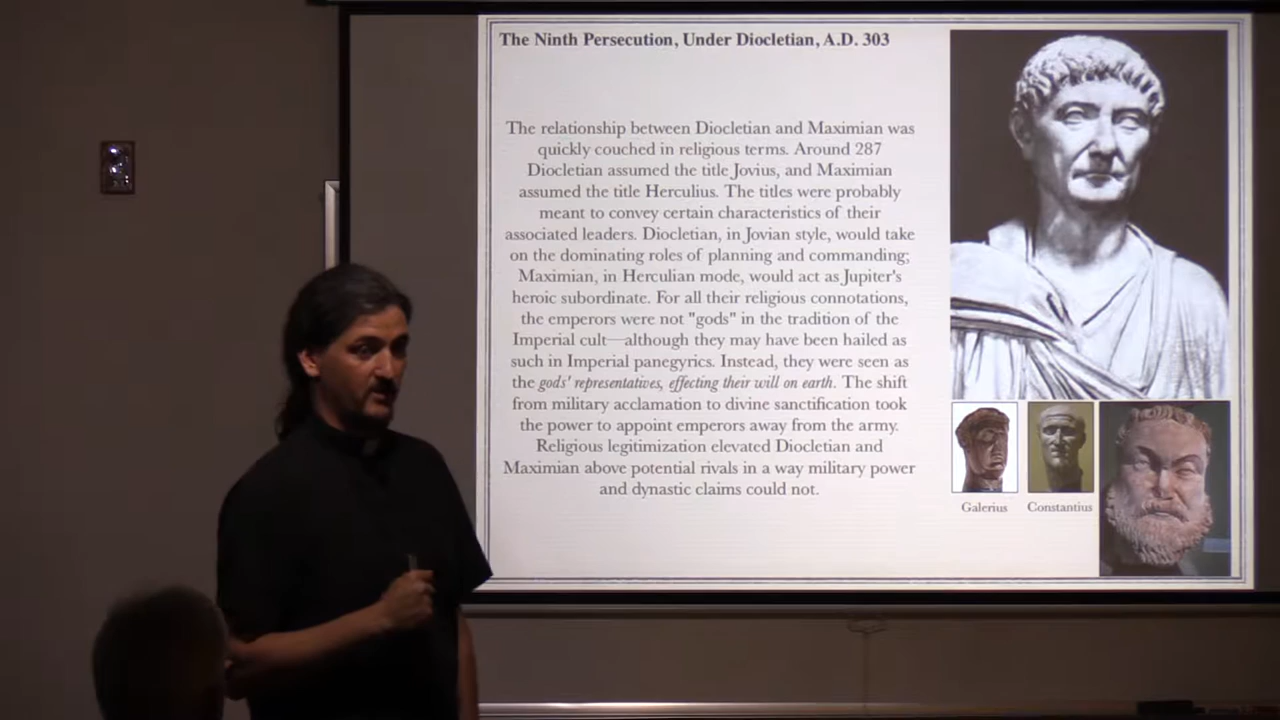 The Ninth Persecution, Under Diocletian, A.D. 303
The relationship between Diocletian and Maximian was
quickly couched in religious terms. Around 287
Diocletian assumed the title Jovius, and Maximian
assumed the title Herculius. The titles were probably
meant to convey certain characteristics of their
associated leaders. Diocletian, in Jovian style, would take
on the dominating roles of planning and commanding;
Maximian, in Herculian mode, would act as Jupiter's
heroic subordinate. For all their religious connotations,
the emperors were not "gods" in the tradition of the
Imperial cult—although they may have been hailed as
such in Imperial panegyrics. Instead, they were seen as
the gods' representatives, effecting their will on earth. The shift
from military acclamation to divine sanctification took
the power to appoint emperors away from the army.
Religious legitimization elevated Diocletian and
Maximian above potential rivals in a way military power
and dynastic claims could not.
Galerius
Constantius